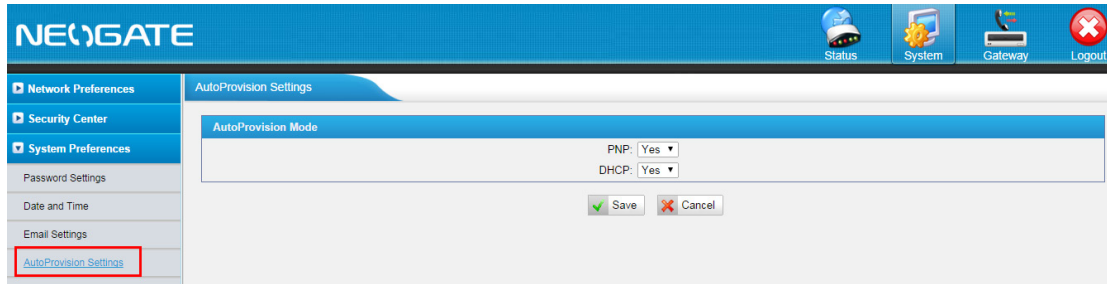 NEOGATE
Status System Gateway Logout
Network Preferences
AutoProvision Settings
Security Center
AutoProvision Mode
System Preferences
PNP: Yes
Password Settings
DHCP: Yes
Date and Time
Save Cancel
Email Settings
AutoProvision Settings